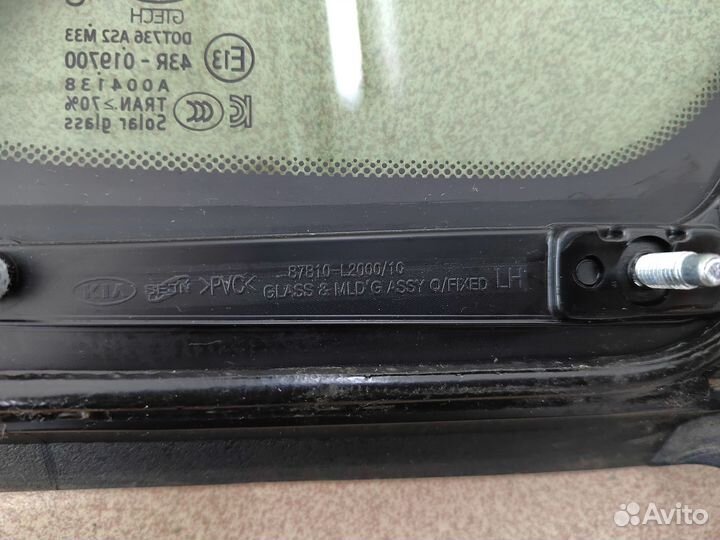 GTECH
DOT736 AS2 M33
E13 43R - 019700
A004138
TRAN≥70%
Solar glass
KIA >PVC< 87810-L2000/10
GLASS & MLD'G ASSY Q/FIXED LH
Avito